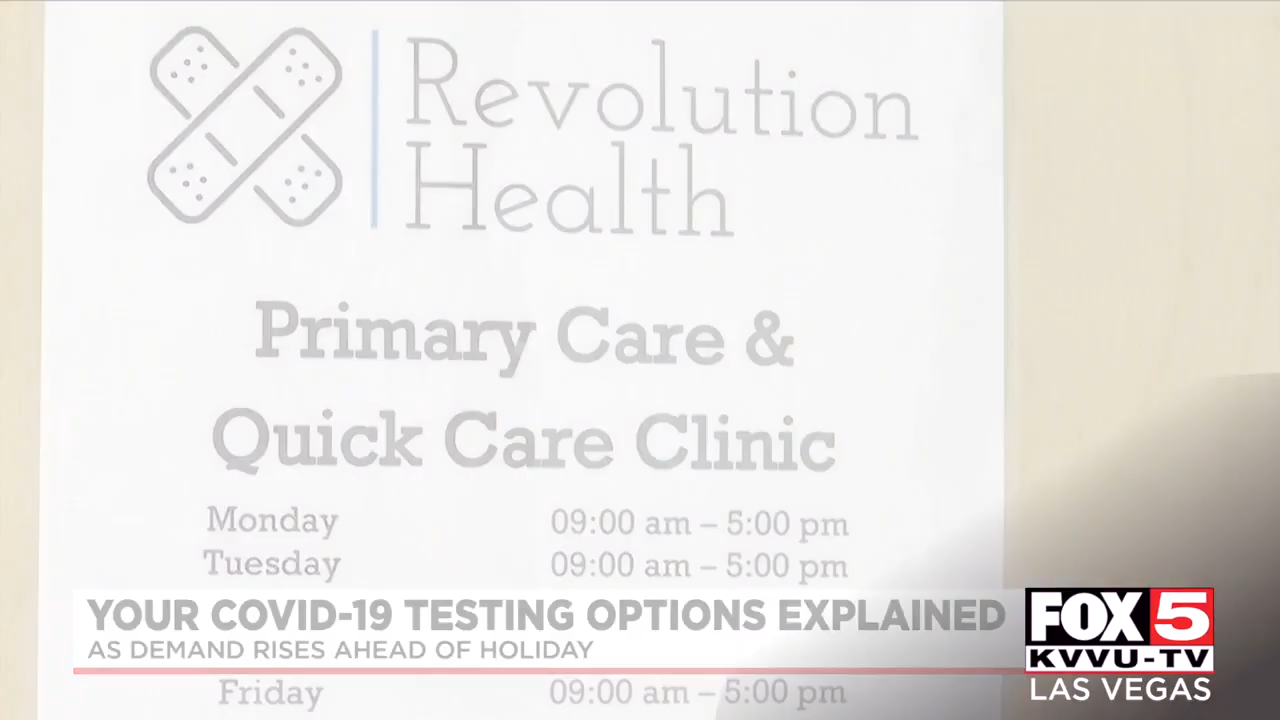 Revolution
Health
Primary Care &
Quick Care Clinic
Monday 09:00 am – 5:00 pm
Tuesday 09:00 am – 5:00 pm
YOUR COVID-19 TESTING OPTIONS EXPLAINED
AS DEMAND RISES AHEAD OF HOLIDAY
Friday 09:00 am – 5:00 pm
FOX 5
KVVU-TV
LAS VEGAS